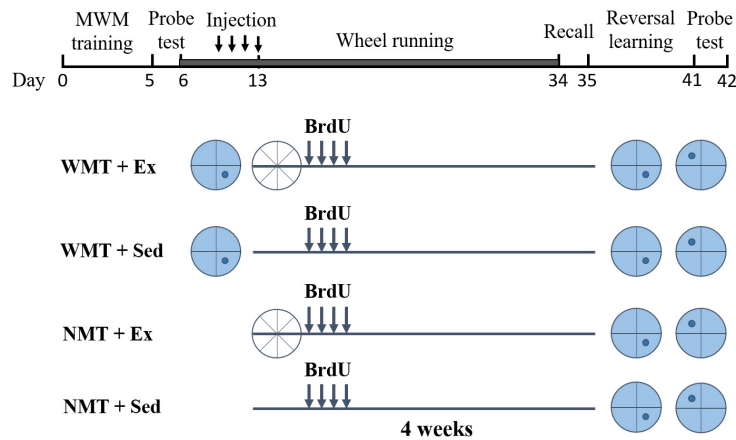 MWM training
Probe test
Injection
Wheel running
Recall
Reversal learning
Probe test
Day 0 5 6 13 34 35 41 42
BrdU
WMT + Ex
BrdU
WMT + Sed
BrdU
NMT + Ex
BrdU
NMT + Sed
4 weeks